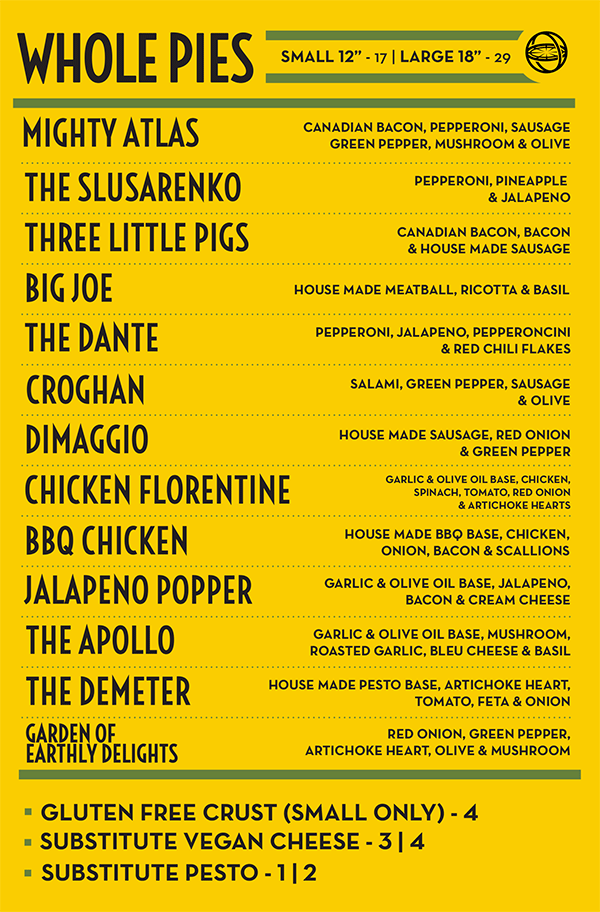 WHOLE PIES
SMALL 12" - 17 | LARGE 18" - 29
MIGHTY ATLAS
CANADIAN BACON, PEPPERONI, SAUSAGE
GREEN PEPPER, MUSHROOM & OLIVE
THE SLUSARENKO
PEPPERONI, PINEAPPLE
& JALAPENO
THREE LITTLE PIGS
CANADIAN BACON, BACON
& HOUSE MADE SAUSAGE
BIG JOE
HOUSE MADE MEATBALL, RICOTTA & BASIL
THE DANTE
PEPPERONI, JALAPENO, PEPPERONCINI
& RED CHILI FLAKES
CROGHAN
SALAMI, GREEN PEPPER, SAUSAGE
& OLIVE
DIMAGGIO
HOUSE MADE SAUSAGE, RED ONION
& GREEN PEPPER
CHICKEN FLORENTINE
GARLIC & OLIVE OIL BASE, CHICKEN,
SPINACH, TOMATO, RED ONION
& ARTICHOKE HEARTS
BBQ CHICKEN
HOUSE MADE BBQ BASE, CHICKEN,
ONION, BACON & SCALLIONS
JALAPENO POPPER
GARLIC & OLIVE OIL BASE, JALAPENO,
BACON & CREAM CHEESE
THE APOLLO
GARLIC & OLIVE OIL BASE, MUSHROOM,
ROASTED GARLIC, BLEU CHEESE & BASIL
THE DEMETER
HOUSE MADE PESTO BASE, ARTICHOKE HEART,
TOMATO, FETA & ONION
GARDEN OF
EARTHLY DELIGHTS
RED ONION, GREEN PEPPER,
ARTICHOKE HEART, OLIVE & MUSHROOM
GLUTEN FREE CRUST (SMALL ONLY) - 4
SUBSTITUTE VEGAN CHEESE - 3 | 4
SUBSTITUTE PESTO - 1 | 2